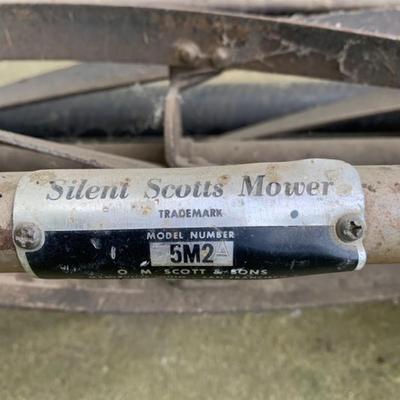 Silent Scotts Mower
TRADEMARK
MODEL NUMBER
5M2
O. M. SCOTT & SONS